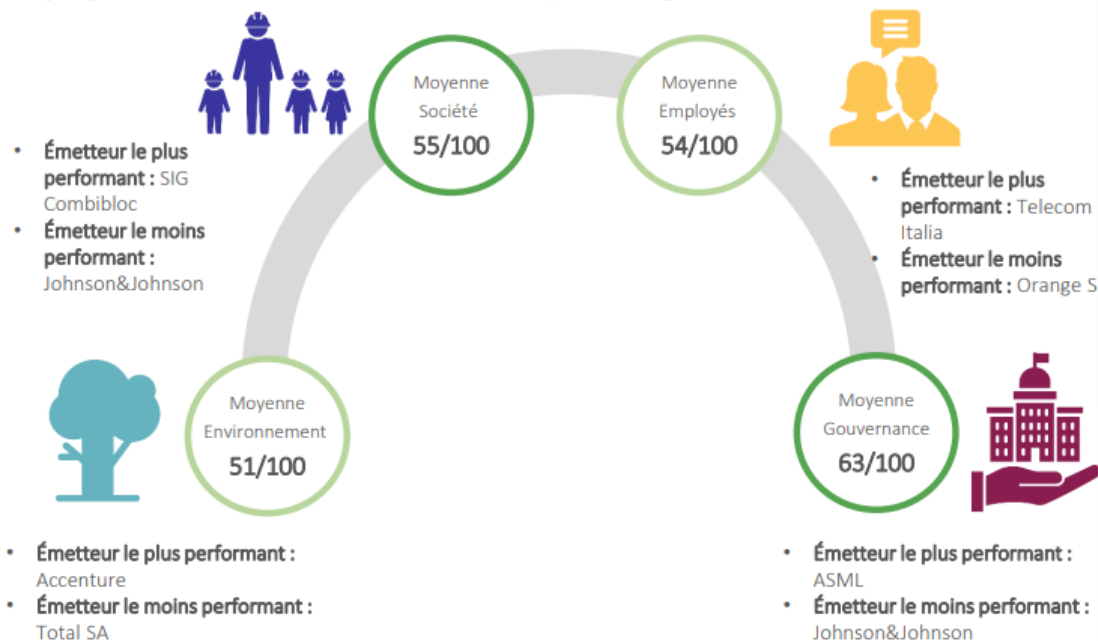 Moyenne
Société
55/100
Moyenne
Employés
54/100
• Émetteur le plus
performant : SIG
Combibloc
• Émetteur le moins
performant :
Johnson&Johnson
• Émetteur le plus
performant : Telecom
Italia
• Émetteur le moins
performant : Orange S
Moyenne
Environnement
51/100
Moyenne
Gouvernance
63/100
• Émetteur le plus performant :
Accenture
• Émetteur le moins performant :
Total SA
• Émetteur le plus performant :
ASML
• Émetteur le moins performant :
Johnson&Johnson